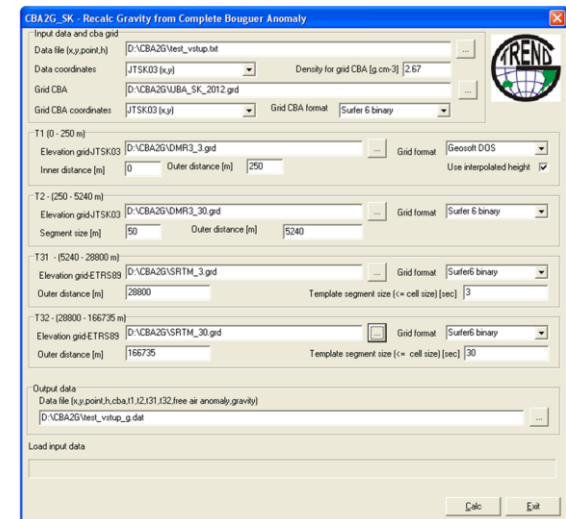 CBA2G_SK - Recalc Gravity from Complete Bouguer Anomaly
Input data and cba grid
Data file (x,y,point,h) D:\CBA2G\test_vstup.txt ...
Data coordinates JTSK03 (x,y) Density for grid CBA [g.cm-3] 2.67
Grid CBA D:\CBA2G\UBA_SK_2012.grd ...
Grid CBA coordinates JTSK03 (x,y) Grid CBA format Surfer 6 binary
TREND
T1 (0 - 250 m)
Elevation grid-JTSK03 D:\CBA2G\DMR3_3.grd ... Grid format Geosoft DOS
Inner distance [m] 0 Outer distance [m] 250 Use interpolated height
T2 - (250 - 5240 m)
Elevation grid-JTSK03 D:\CBA2G\DMR3_30.grd ... Grid format Surfer 6 binary
Segment size [m] 50 Outer distance [m] 5240
T31 - (5240 - 28800 m)
Elevation grid-ETRS89 D:\CBA2G\SRTM_3.grd ... Grid format Surfer6 binary
Outer distance [m] 28800 Template segment size (<= cell size) [sec] 3
T32 - (28800 - 166735 m)
Elevation grid-ETRS89 D:\CBA2G\SRTM_30.grd ... Grid format Surfer6 binary
Outer distance [m] 166735 Template segment size (<= cell size) [sec] 30
Output data
Data file (x,y,point,h,cba,t1,t2,t31,t32,free air anomaly,gravity)
D:\CBA2G\test_vstup_g.dat ...
Load input data
Calc Exit